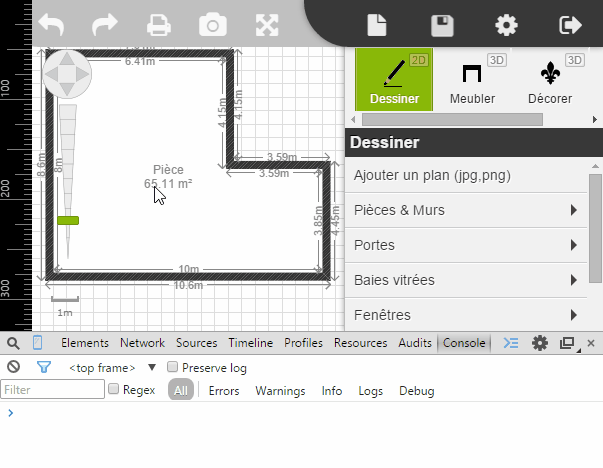 2D 3D 3D
Dessiner Meubler Décorer
Dessiner
Ajouter un plan (jpg,png)
Pièces & Murs
Portes
Baies vitrées
Fenêtres
100
200
300
6.41m
4.15m
4.15m
3.59m
3.59m
8.6m
8m
Pièce
65.11 m²
3.85m
4.45m
10m
10.6m
1m
Elements Network Sources Timeline Profiles Resources Audits Console
<top frame> Preserve log
Filter Regex All Errors Warnings Info Logs Debug